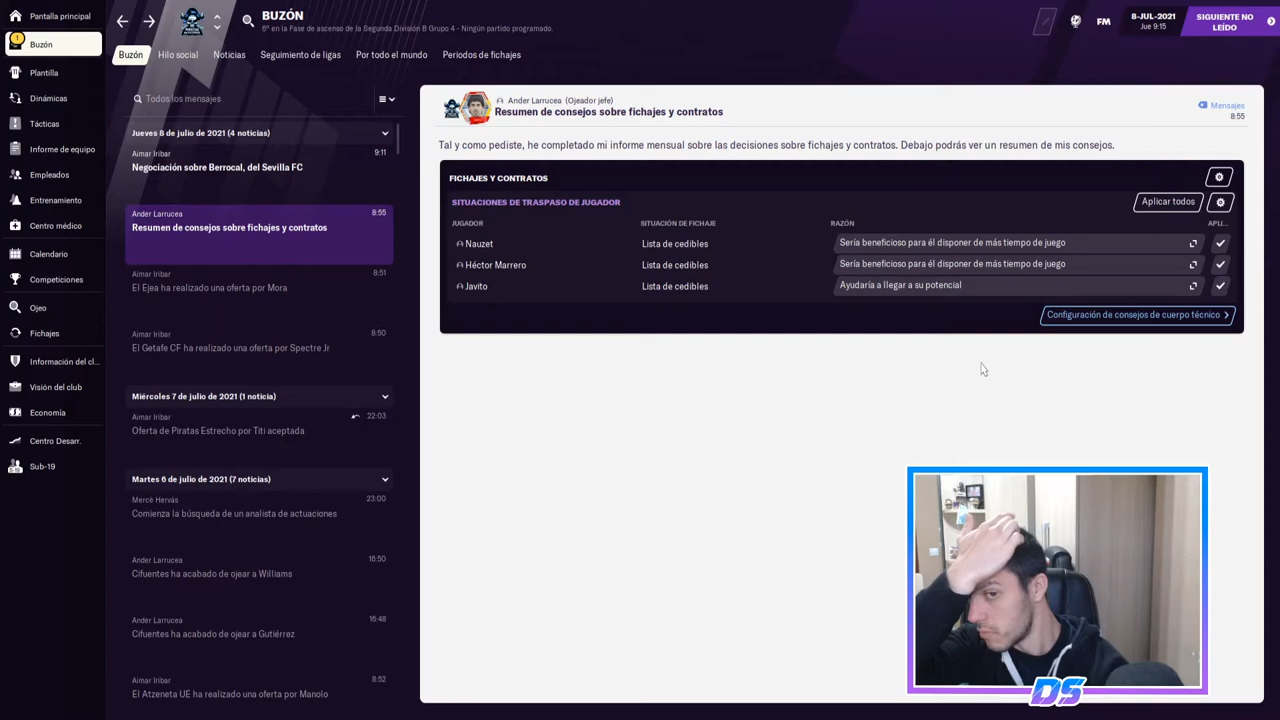 Pantalla principal
1
Buzón
Plantilla
Dinámicas
Tácticas
Informe de equipo
Empleados
Entrenamiento
Centro médico
Calendario
Competiciones
Ojeo
Fichajes
Información del cl...
Visión del club
Economía
Centro Desarr.
Sub-19
BUZÓN
6º en la Fase de ascenso de la Segunda División B Grupo 4 - Ningún partido programado.
FM
8-JUL-2021
Jue 9:15
SIGUIENTE NO LEÍDO
Buzón Hilo social Noticias Seguimiento de ligas Por todo el mundo Periodos de fichajes
Todos los mensajes
Jueves 8 de julio de 2021 (4 noticias)
Aimar Iribar 9:11
Negociación sobre Berrocal, del Sevilla FC
Ander Larrucea 8:55
Resumen de consejos sobre fichajes y contratos
Aimar Iribar 8:51
El Ejea ha realizado una oferta por Mora
Aimar Iribar 8:50
El Getafe CF ha realizado una oferta por Spectre Jr
Miércoles 7 de julio de 2021 (1 noticia)
Aimar Iribar 22:03
Oferta de Piratas Estrecho por Titi aceptada
Martes 6 de julio de 2021 (7 noticias)
Mercè Hervás 23:00
Comienza la búsqueda de un analista de actuaciones
Ander Larrucea 16:50
Cifuentes ha acabado de ojear a Williams
Ander Larrucea 16:48
Cifuentes ha acabado de ojear a Gutiérrez
Aimar Iribar 8:52
El Atzeneta UE ha realizado una oferta por Manolo
Ander Larrucea (Ojeador jefe)
Resumen de consejos sobre fichajes y contratos
Mensajes
8:55
Tal y como pediste, he completado mi informe mensual sobre las decisiones sobre fichajes y contratos. Debajo podrás ver un resumen de mis consejos.
FICHAJES Y CONTRATOS
SITUACIONES DE TRASPASO DE JUGADOR Aplicar todos
JUGADOR SITUACIÓN DE FICHAJE RAZÓN APLI...
Nauzet Lista de cedibles Sería beneficioso para él disponer de más tiempo de juego
Héctor Marrero Lista de cedibles Sería beneficioso para él disponer de más tiempo de juego
Javito Lista de cedibles Ayudaría a llegar a su potencial
Configuración de consejos de cuerpo técnico
DS